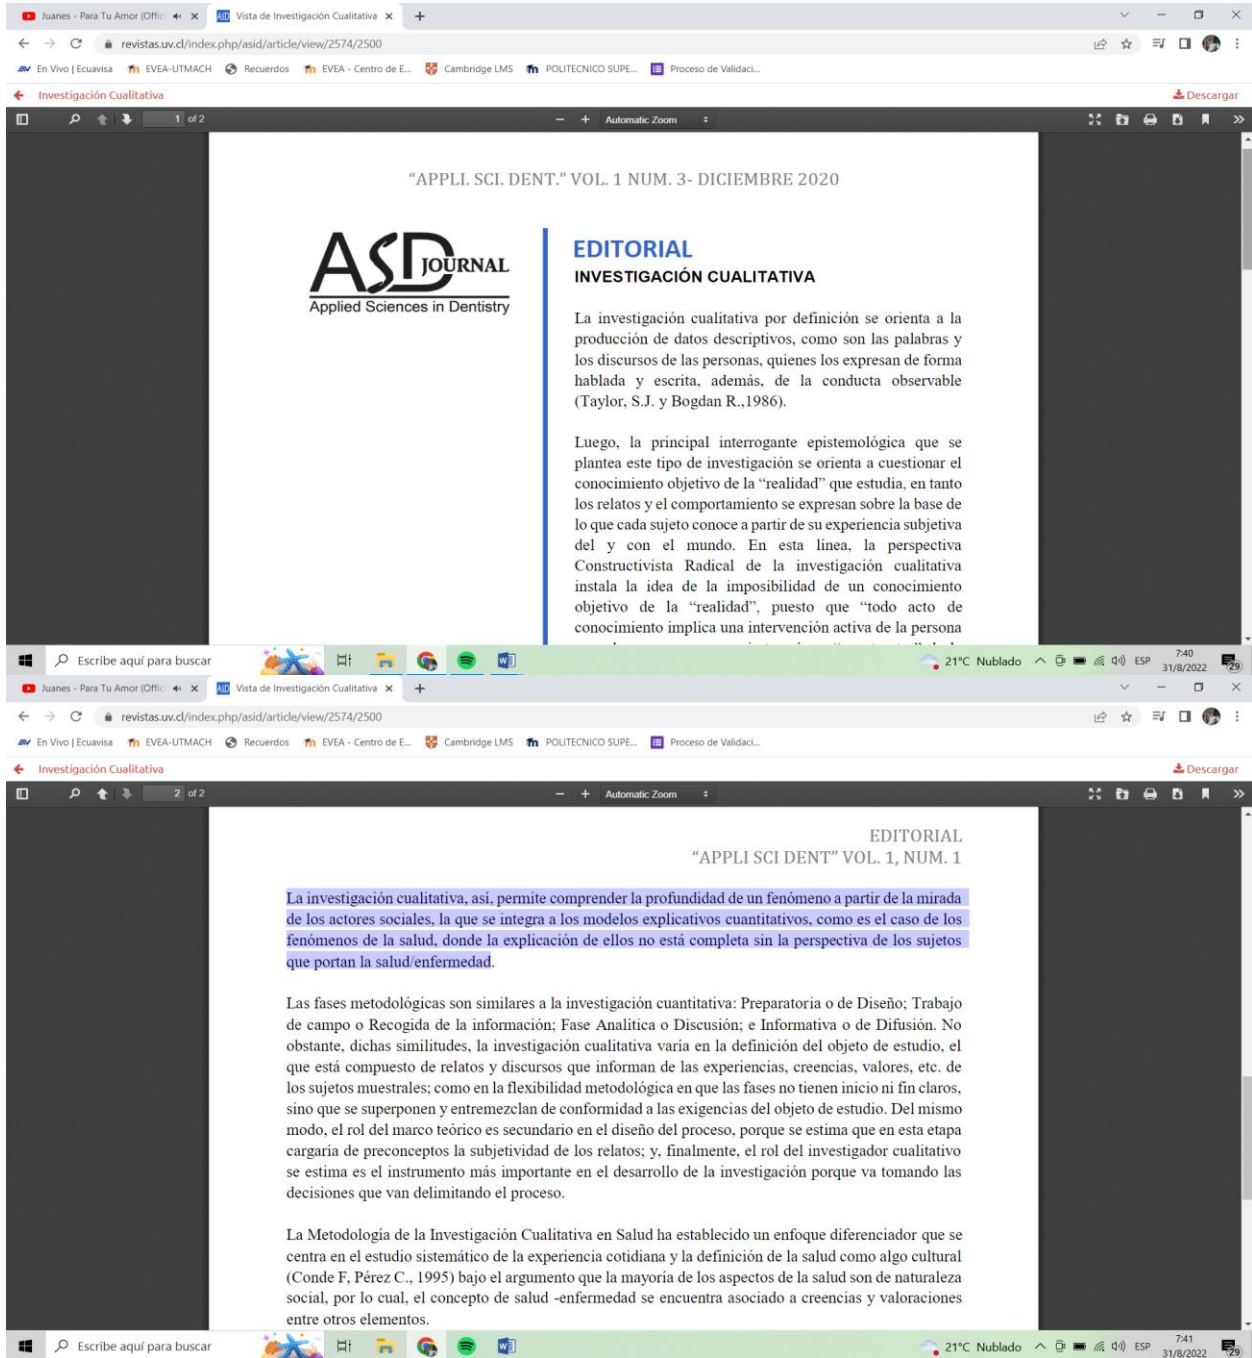 Juanes - Para Tu Amor (Offic
Vista de Investigación Cualitativa
revistas.uv.cl/index.php/asid/article/view/2574/2500
En Vivo | Ecuavisa EVEA-UTMACH Recuerdos EVEA - Centro de E... Cambridge LMS POLITECNICO SUPE... Proceso de Validaci...
Investigación Cualitativa Descargar
1 of 2 Automatic Zoom
"APPLI. SCI. DENT." VOL. 1 NUM. 3- DICIEMBRE 2020
ASD JOURNAL
Applied Sciences in Dentistry
EDITORIAL
INVESTIGACIÓN CUALITATIVA
La investigación cualitativa por definición se orienta a la
producción de datos descriptivos, como son las palabras y
los discursos de las personas, quienes los expresan de forma
hablada y escrita, además, de la conducta observable
(Taylor, S.J. y Bogdan R.,1986).
Luego, la principal interrogante epistemológica que se
plantea este tipo de investigación se orienta a cuestionar el
conocimiento objetivo de la “realidad” que estudia, en tanto
los relatos y el comportamiento se expresan sobre la base de
lo que cada sujeto conoce a partir de su experiencia subjetiva
del y con el mundo. En esta línea, la perspectiva
Constructivista Radical de la investigación cualitativa
instala la idea de la imposibilidad de un conocimiento
objetivo de la “realidad”, puesto que “todo acto de
conocimiento implica una intervención activa de la persona
Escribe aquí para buscar 21°C Nublado ESP 7:40
31/8/2022 29
Juanes - Para Tu Amor (Offic
Vista de Investigación Cualitativa
revistas.uv.cl/index.php/asid/article/view/2574/2500
En Vivo | Ecuavisa EVEA-UTMACH Recuerdos EVEA - Centro de E... Cambridge LMS POLITECNICO SUPE... Proceso de Validaci...
Investigación Cualitativa Descargar
2 of 2 Automatic Zoom
EDITORIAL
"APPLI SCI DENT" VOL. 1, NUM. 1
La investigación cualitativa, así, permite comprender la profundidad de un fenómeno a partir de la mirada
de los actores sociales, la que se integra a los modelos explicativos cuantitativos, como es el caso de los
fenómenos de la salud, donde la explicación de ellos no está completa sin la perspectiva de los sujetos
que portan la salud/enfermedad.
Las fases metodológicas son similares a la investigación cuantitativa: Preparatoria o de Diseño; Trabajo
de campo o Recogida de la información; Fase Analítica o Discusión; e Informativa o de Difusión. No
obstante, dichas similitudes, la investigación cualitativa varía en la definición del objeto de estudio, el
que está compuesto de relatos y discursos que informan de las experiencias, creencias, valores, etc. de
los sujetos muestrales; como en la flexibilidad metodológica en que las fases no tienen inicio ni fin claros,
sino que se superponen y entremezclan de conformidad a las exigencias del objeto de estudio. Del mismo
modo, el rol del marco teórico es secundario en el diseño del proceso, porque se estima que en esta etapa
cargaría de preconceptos la subjetividad de los relatos; y, finalmente, el rol del investigador cualitativo
se estima es el instrumento más importante en el desarrollo de la investigación porque va tomando las
decisiones que van delimitando el proceso.
La Metodología de la Investigación Cualitativa en Salud ha establecido un enfoque diferenciador que se
centra en el estudio sistemático de la experiencia cotidiana y la definición de la salud como algo cultural
(Conde F, Pérez C., 1995) bajo el argumento que la mayoría de los aspectos de la salud son de naturaleza
social, por lo cual, el concepto de salud -enfermedad se encuentra asociado a creencias y valoraciones
entre otros elementos.
Escribe aquí para buscar 21°C Nublado ESP 7:41
31/8/2022 29